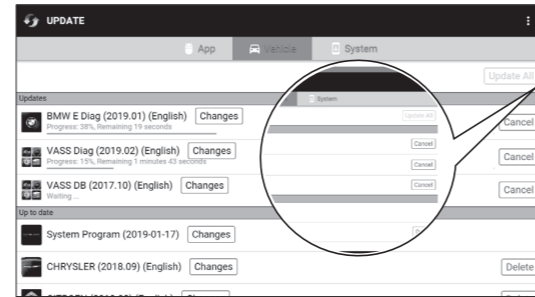 UPDATE
App Vehicle System
Update All
Updates
BMW E Diag (2019.01) (English) Changes
Progress: 38%, Remaining 19 seconds
Cancel
VASS Diag (2019.02) (English) Changes
Progress: 15%, Remaining 1 minutes 43 seconds
Cancel
VASS DB (2017.10) (English) Changes
Waiting ...
Cancel
Up to date
System Program (2019-01-17) Changes
CHRYSLER (2018.09) (English) Changes
Delete
System
Update All
Cancel
Cancel
Cancel